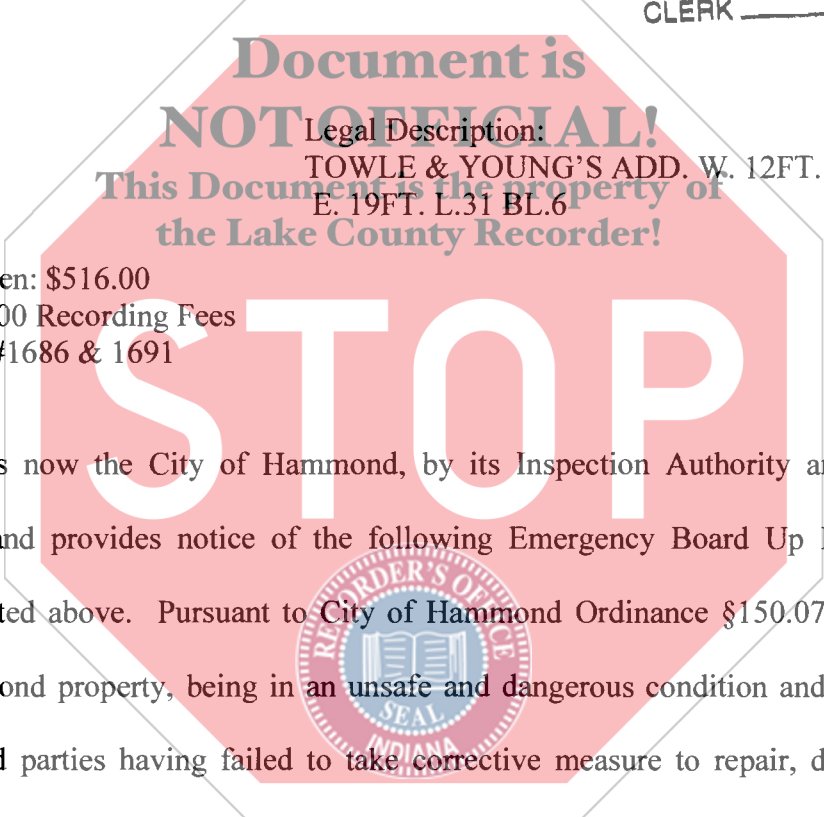 CLERK
Document is
NOT OFFICIAL!
Legal Description:
TOWLE & YOUNG'S ADD. W. 12FT.
This Document is the property of
E. 19FT. L.31 BL.6
the Lake County Recorder!
en: $516.00
00 Recording Fees
#1686 & 1691
STOP
s now the City of Hammond, by its Inspection Authority a
nd provides notice of the following Emergency Board Up
ted above. Pursuant to City of Hammond Ordinance §150.07
ond property, being in an unsafe and dangerous condition and
parties having failed to take corrective measure to repair, d
RECORDER'S OFFICE
SEAL
INDIANA